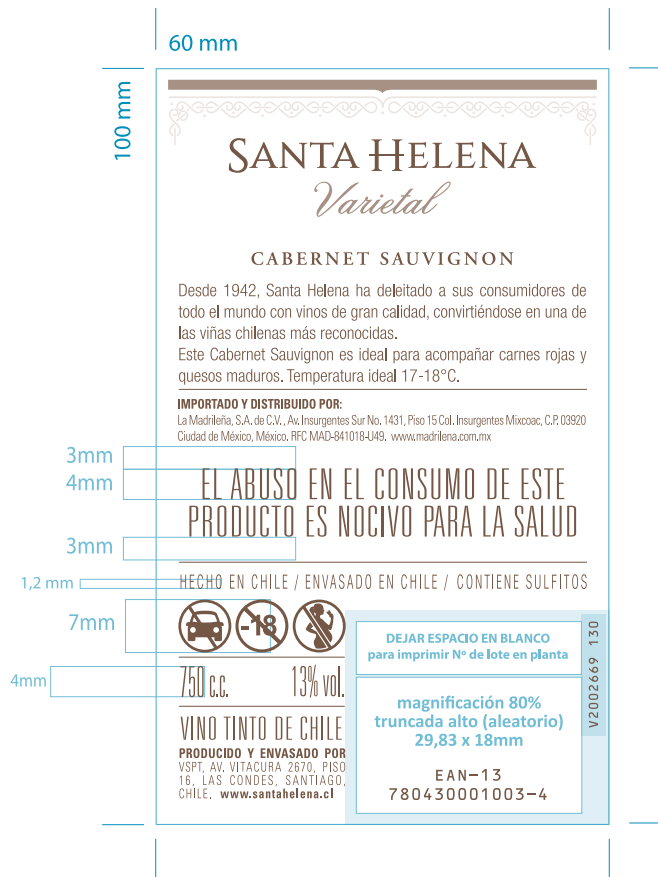 60 mm
100 mm
SANTA HELENA
Varietal
CABERNET SAUVIGNON
Desde 1942, Santa Helena ha deleitado a sus consumidores de
todo el mundo con vinos de gran calidad, convirtiéndose en una de
las viñas chilenas más reconocidas.
Este Cabernet Sauvignon es ideal para acompañar carnes rojas y
quesos maduros. Temperatura ideal 17-18°C.
IMPORTADO Y DISTRIBUIDO POR:
La Madrileña, S.A. de C.V., Av. Insurgentes Sur No. 1431, Piso 15 Col. Insurgentes Mixcoac, C.P. 03920
Ciudad de México, México. RFC MAD-841018-U49. www.madrilena.com.mx
3mm
4mm
EL ABUSO EN EL CONSUMO DE ESTE
PRODUCTO ES NOCIVO PARA LA SALUD
3mm
1,2 mm
HECHO EN CHILE / ENVASADO EN CHILE / CONTIENE SULFITOS
7mm
-18
4mm
750 c.c. 13% vol.
VINO TINTO DE CHILE
PRODUCIDO Y ENVASADO POR
VSPT, AV. VITACURA 2670, PISO
16, LAS CONDES, SANTIAGO,
CHILE. www.santahelena.cl
DEJAR ESPACIO EN BLANCO
para imprimir Nº de lote en planta
V2002669 130
magnificación 80%
truncada alto (aleatorio)
29,83 x 18mm
EAN-13
780430001003-4